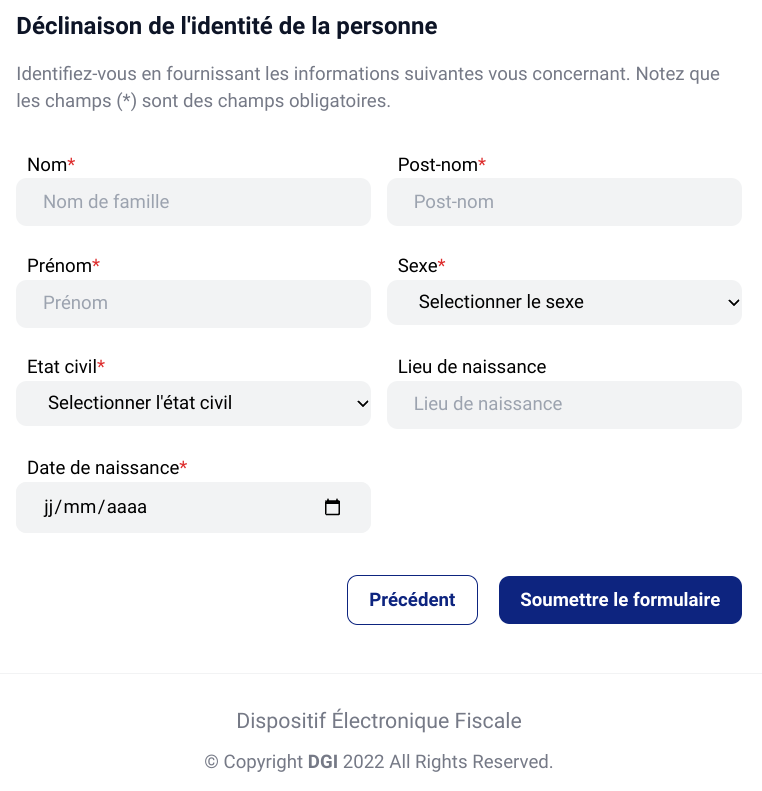 Déclinaison de l'identité de la personne
Identifiez-vous en fournissant les informations suivantes vous concernant. Notez que
les champs (*) sont des champs obligatoires.
Nom*
Post-nom*
Nom de famille
Post-nom
Prénom*
Sexe*
Prénom
Selectionner le sexe
Etat civil*
Lieu de naissance
Selectionner l'état civil
Lieu de naissance
Date de naissance*
jj/mm/aaaa
Précédent
Soumettre le formulaire
Dispositif Électronique Fiscale
© Copyright DGI 2022 All Rights Reserved.